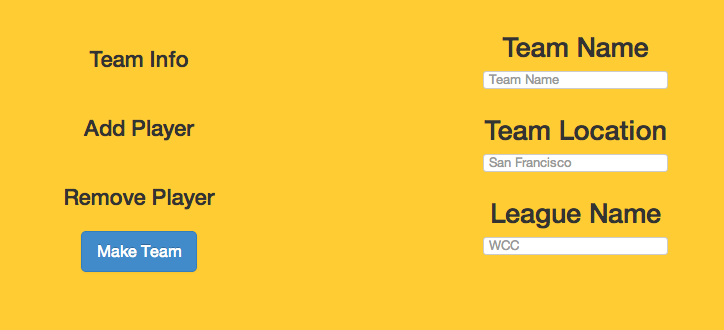 Team Info
Add Player
Remove Player
Make Team
Team Name
Team Name
Team Location
San Francisco
League Name
WCC